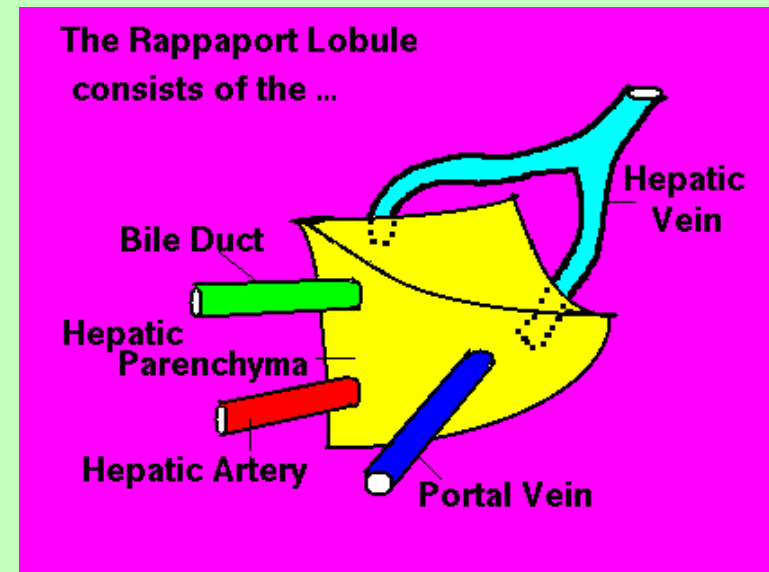 The Rappaport Lobule
consists of the ...
Hepatic
Vein
Bile Duct
Hepatic
Parenchyma
Hepatic Artery
Portal Vein